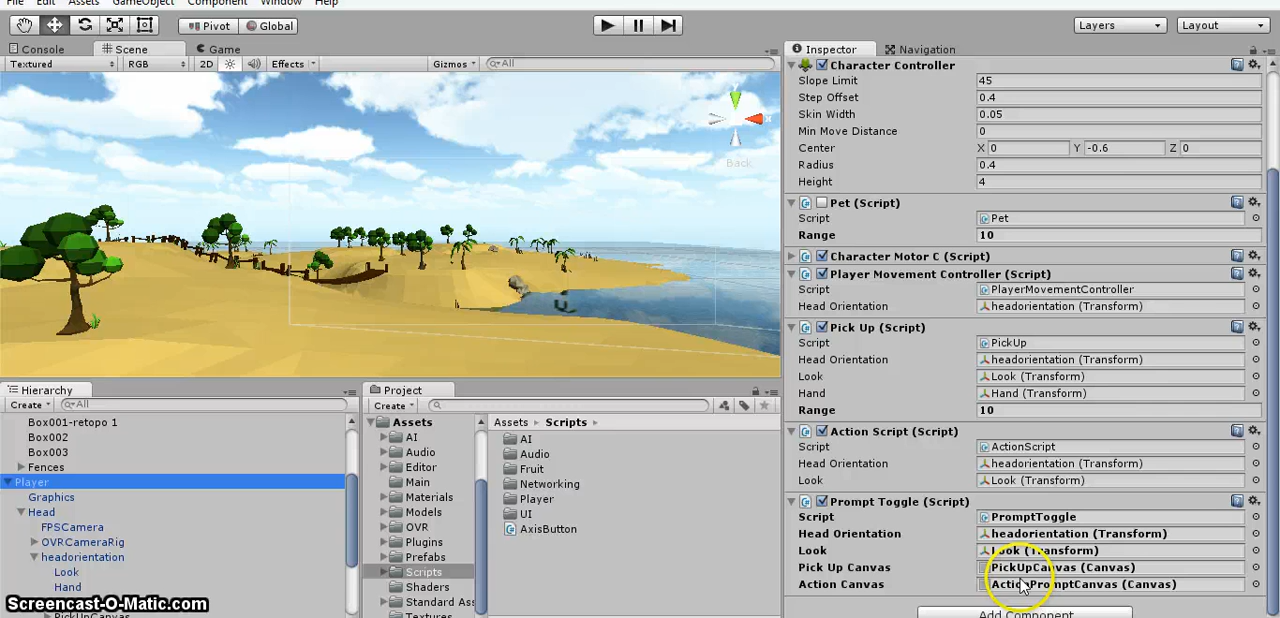 File Edit Assets GameObject Component Window Help
Pivot Global Layers Layout
Console Scene Game Inspector Navigation
Textured RGB 2D Effects Gizmos All
Back
Character Controller
Slope Limit 45
Step Offset 0.4
Skin Width 0.05
Min Move Distance 0
Center X 0 Y -0.6 Z 0
Radius 0.4
Height 4
Pet (Script)
Script Pet
Range 10
Character Motor C (Script)
Player Movement Controller (Script)
Script PlayerMovementController
Head Orientation headorientation (Transform)
Pick Up (Script)
Script PickUp
Head Orientation headorientation (Transform)
Look Look (Transform)
Hand Hand (Transform)
Range 10
Action Script (Script)
Script ActionScript
Head Orientation headorientation (Transform)
Look Look (Transform)
Prompt Toggle (Script)
Script PromptToggle
Head Orientation headorientation (Transform)
Look Look (Transform)
Pick Up Canvas PickUpCanvas (Canvas)
Action Canvas ActionPromptCanvas (Canvas)
Add Component
Hierarchy
Create All
Box001-retopo 1
Box002
Box003
Fences
Player
Graphics
Head
FPSCamera
OVRCameraRig
headorientation
Look
Hand
PickUpCanvas
Project
Create
Assets
AI
Audio
Editor
Main
Materials
Models
OVR
Plugins
Prefabs
Scripts
Shaders
Standard Ass
Textures
Assets Scripts
AI
Audio
Fruit
Networking
Player
UI
AxisButton
Screencast-O-Matic.com